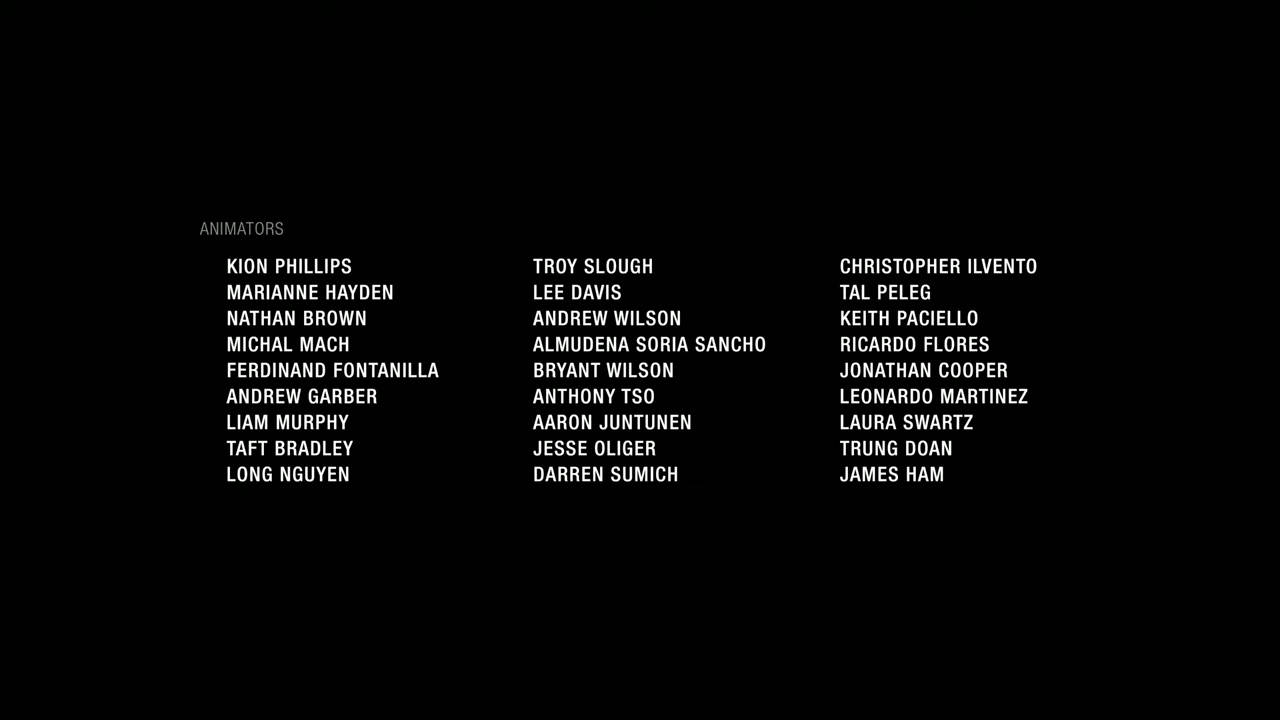 ANIMATORS
KION PHILLIPS
MARIANNE HAYDEN
NATHAN BROWN
MICHAL MACH
FERDINAND FONTANILLA
ANDREW GARBER
LIAM MURPHY
TAFT BRADLEY
LONG NGUYEN
TROY SLOUGH
LEE DAVIS
ANDREW WILSON
ALMUDENA SORIA SANCHO
BRYANT WILSON
ANTHONY TSO
AARON JUNTUNEN
JESSE OLIGER
DARREN SUMICH
CHRISTOPHER ILVENTO
TAL PELEG
KEITH PACIELLO
RICARDO FLORES
JONATHAN COOPER
LEONARDO MARTINEZ
LAURA SWARTZ
TRUNG DOAN
JAMES HAM